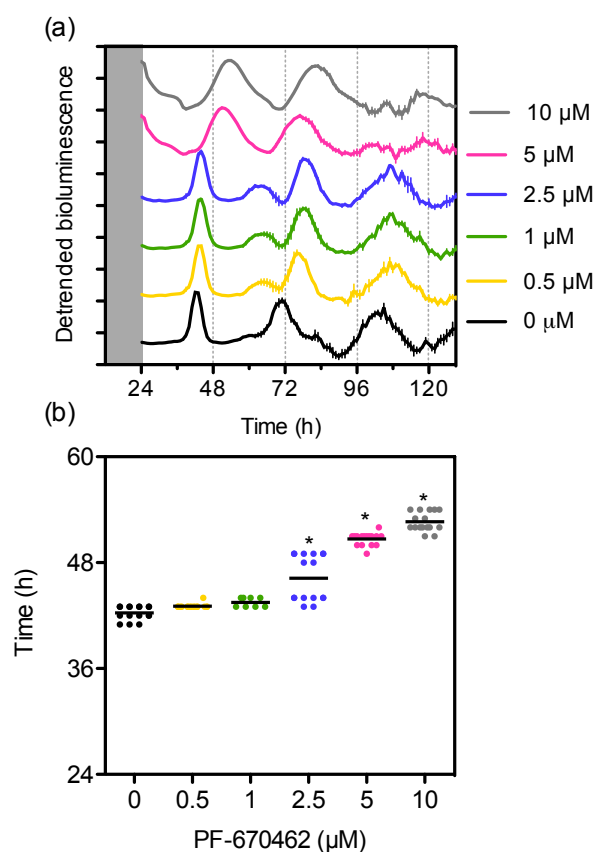 (a)
Detrended bioluminescence
10 µM
5 µM
2.5 µM
1 µM
0.5 µM
0 µM
24 48 72 96 120
Time (h)
(b)
Time (h)
60
48
36
24
* * *
0 0.5 1 2.5 5 10
PF-670462 (µM)